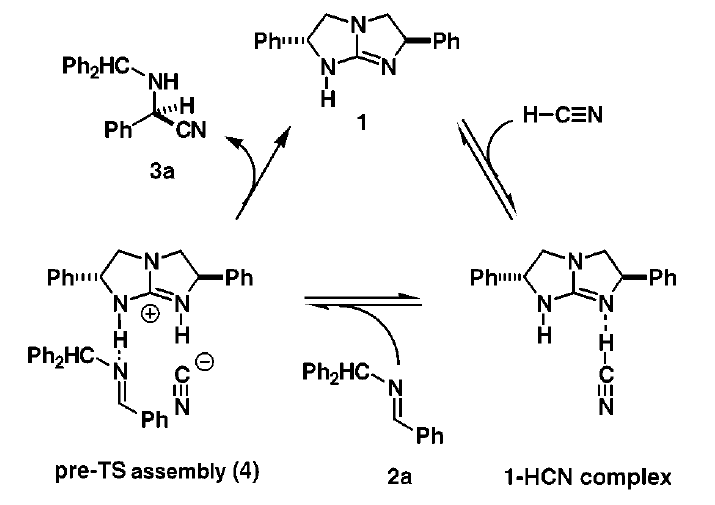 Ph N Ph
N N
H
1
Ph₂HC NH
H
Ph CN
3a
H–C≡N
Ph N Ph
N ⊕ N
H H
Ph₂HC N C ⊖
N
Ph
pre-TS assembly (4)
Ph₂HC N
Ph
2a
Ph N Ph
N N
H H
C
N
1-HCN complex